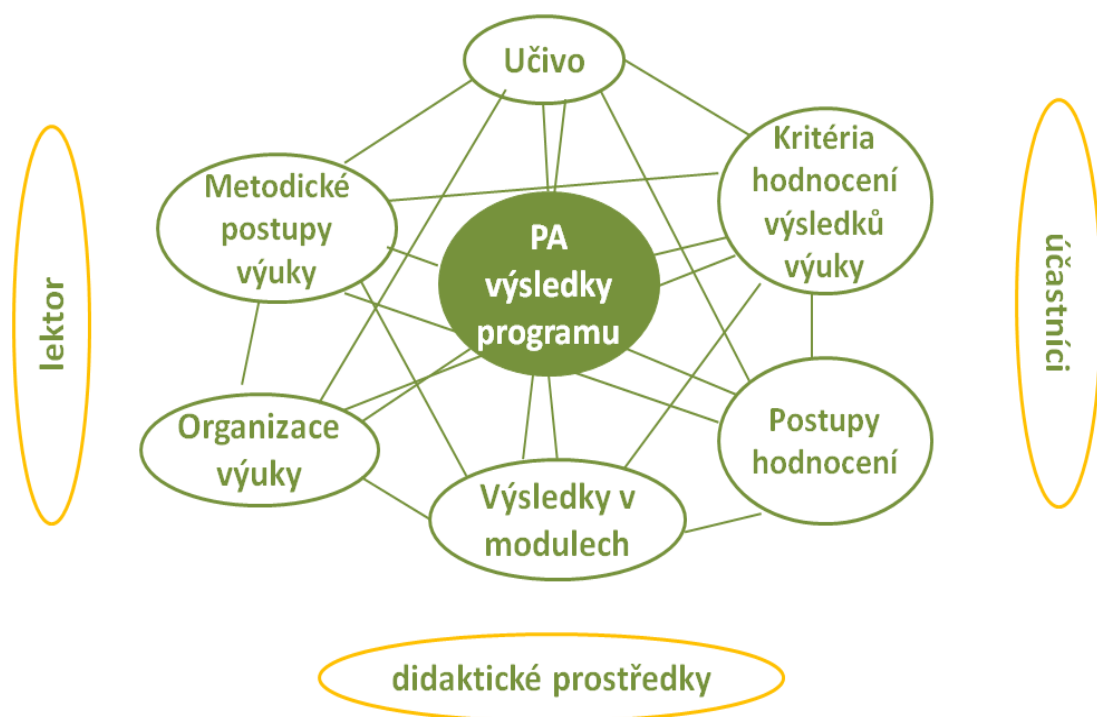 Učivo
Kritéria
hodnocení
výsledků
výuky
Metodické
postupy
výuky
PA
výsledky
programu
lektor
účastníci
Organizace
výuky
Postupy
hodnocení
Výsledky v
modulech
didaktické prostředky